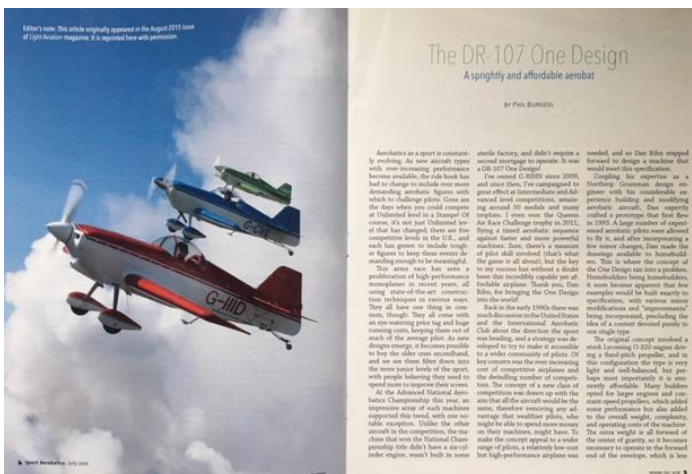 Editor's note: This article originally appeared in the August 2015 issue
of Light Aviation magazine. It is reprinted here with permission.
G-IIID
4 Sport Aerobatics July 2016
The DR-107 One Design
A sprightly and affordable aerobat
BY PHIL BURGESS
Aerobatics as a sport is constant-
ly evolving. As new aircraft types
with ever-increasing performance
become available, the rule book has
had to change to include ever more
demanding aerobatic figures with
which to challenge pilots. Gone are
the days when you could compete
at Unlimited level in a Stampe! Of
course, it's not just Unlimited lev-
el that has changed, there are five
competitive levels in the U.K., and
each has grown to include tough-
er figures to keep these events de-
manding enough to be meaningful.
This arms race has seen a
proliferation of high-performance
monoplanes in recent years, all
using state-of-the-art construc-
tion techniques in various ways.
They all have one thing in com-
mon, though: They all come with
an eye-watering price tag and huge
running costs, keeping them out of
reach of the average pilot. As new
designs emerge, it becomes possible
to buy the older ones secondhand,
and we see them filter down into
the more junior levels of the sport,
with people believing they need to
spend more to improve their scores.
At the Advanced National Aero-
batics Championship this year, an
impressive array of such machines
supported this trend, with one no-
table exception. Unlike the other
aircraft in the competition, the ma-
chine that won the National Cham-
pionship title didn't have a six-cyl-
inder engine, wasn't built in some
sterile factory, and didn't require a
second mortgage to operate. It was
a DR-107 One Design!
I've owned G-RIHN since 2009,
and since then, I've campaigned to
great effect at Intermediate and Ad-
vanced level competitions, amass-
ing around 50 medals and many
trophies. I even won the Queens
Air Race Challenge trophy in 2011,
flying a timed aerobatic sequence
against faster and more powerful
machines. Sure, there's a measure
of pilot skill involved (that's what
the game is all about), but the key
to my success has without a doubt
been this incredibly capable yet af-
fordable airplane. Thank you, Dan
Rihn, for bringing the One Design
into the world!
Back in the early 1990s there was
much discussion in the United States
and the International Aerobatic
Club about the direction the sport
was heading, and a strategy was de-
veloped to try to make it accessible
to a wider community of pilots. Of
key concern was the ever increasing
cost of competitive airplanes and
the dwindling number of competi-
tors. The concept of a new class of
competition was drawn up with the
aim that all the aircraft would be the
same, therefore removing any ad-
vantage that wealthier pilots, who
might be able to spend more money
on their machines, might have. To
make the concept appeal to a wider
range of pilots, a relatively low-cost
but high-performance airplane was
needed, and so Dan Rihn stepped
forward to design a machine that
would meet this specification.
Coupling his expertise as a
Northrop Grumman design en-
gineer with his considerable ex-
perience building and modifying
aerobatic aircraft, Dan expertly
crafted a prototype that first flew
in 1993. A large number of experi-
enced aerobatic pilots were allowed
to fly it, and after incorporating a
few minor changes, Dan made the
drawings available to homebuild-
ers. This is where the concept of
the One Design ran into a problem.
Homebuilders being homebuilders,
it soon became apparent that few
examples would be built exactly to
specification, with various minor
modifications and "improvements"
being incorporated, precluding the
idea of a contest devoted purely to
one single type.
The original concept involved a
stock Lycoming O-320 engine driv-
ing a fixed-pitch propeller, and in
this configuration the type is very
light and well-balanced, but per-
haps most importantly it is emi-
nently affordable. Many builders
opted for larger engines and con-
stant-speed propellers, which added
some performance but also added
to the overall weight, complexity,
and operating costs of the machine.
The extra weight is all forward of
the center of gravity, so it becomes
necessary to operate in the forward
end of the envelope, which is less